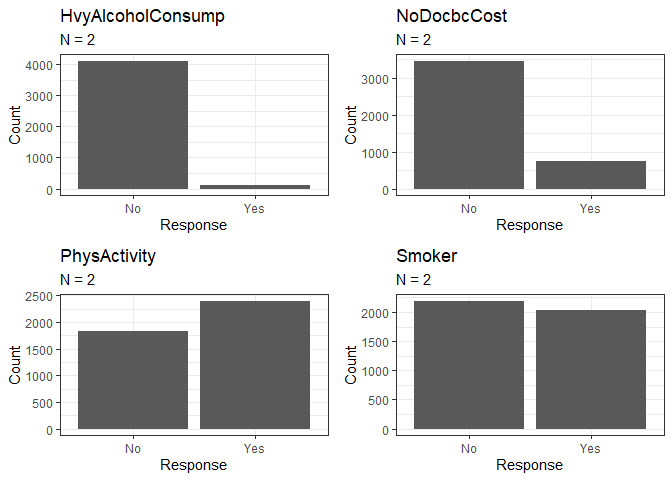 HvyAlcoholConsump
N = 2
4000
3000
2000
1000
0
Count
No Yes
Response
NoDocbcCost
N = 2
3000
2000
1000
0
Count
No Yes
Response
PhysActivity
N = 2
2500
2000
1500
1000
500
0
Count
No Yes
Response
Smoker
N = 2
2000
1500
1000
500
0
Count
No Yes
Response